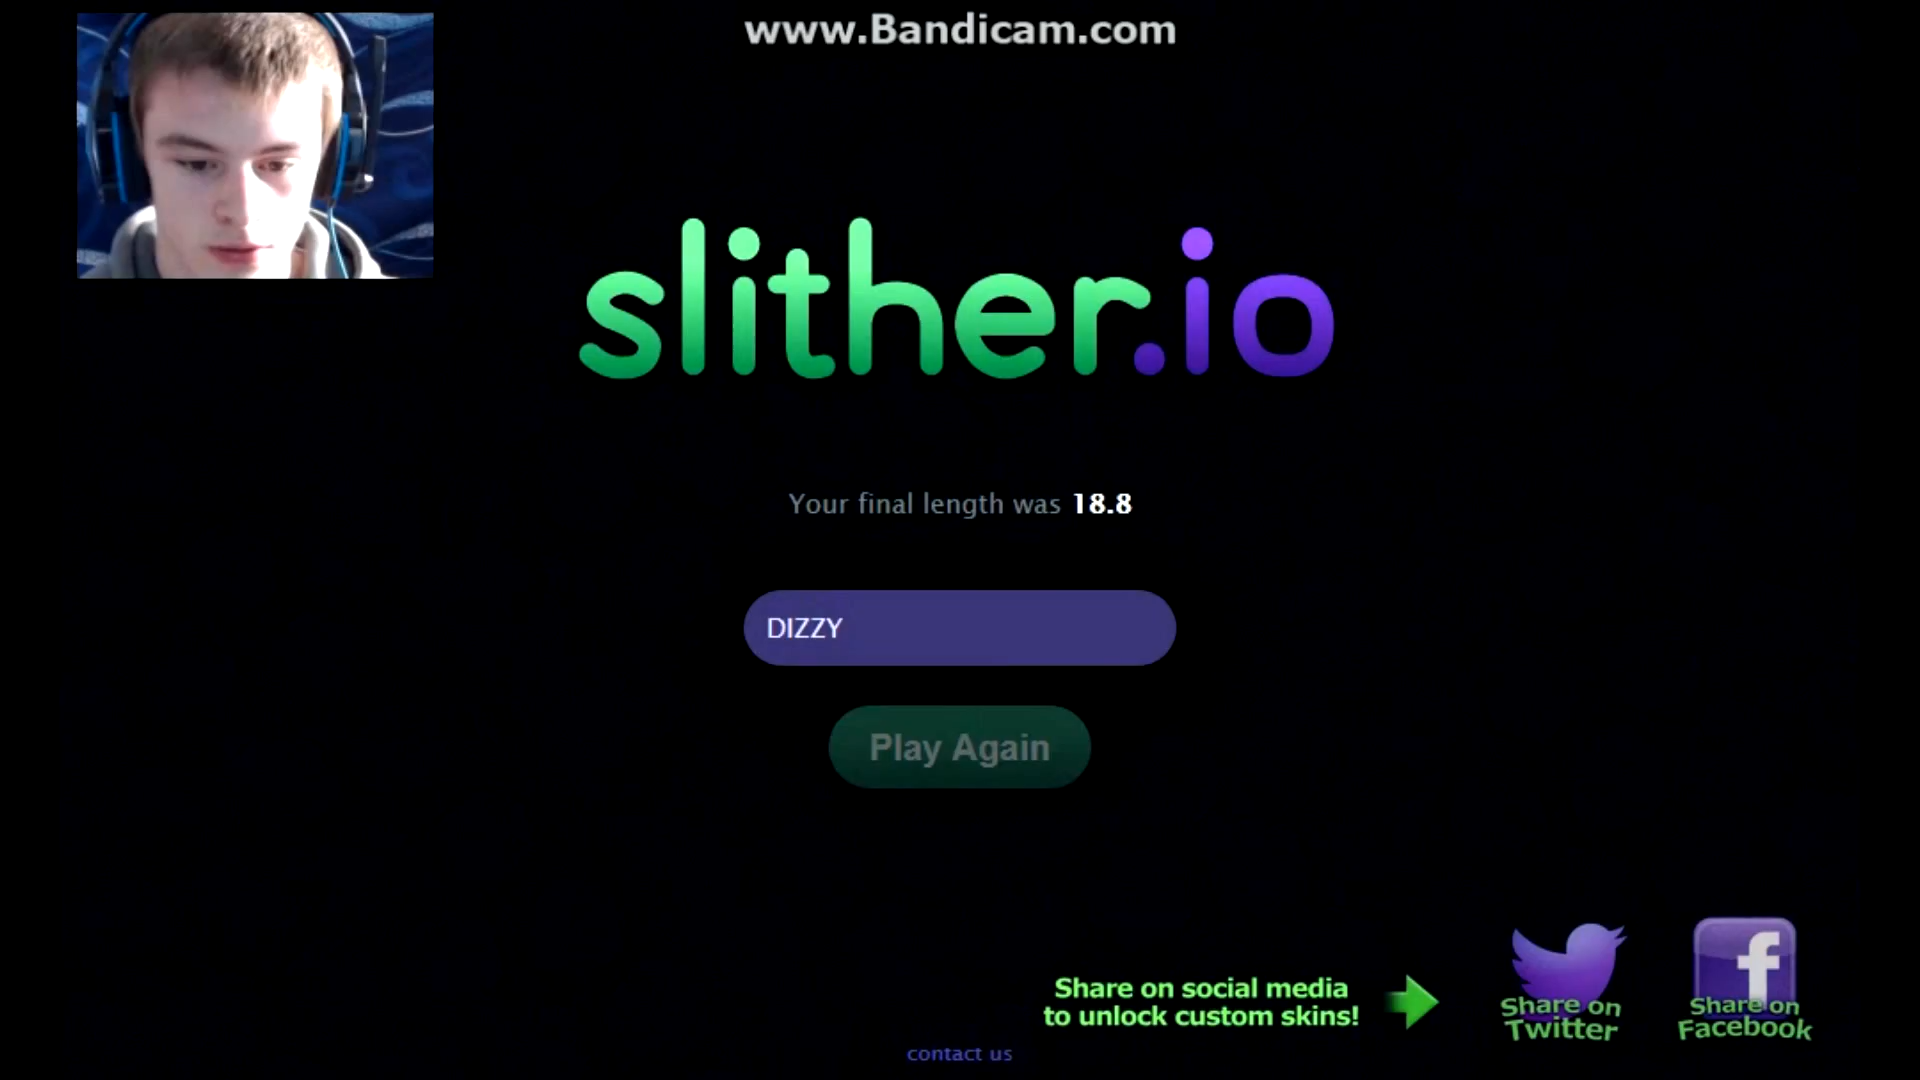 www.Bandicam.com
slither.io
Your final length was 18.8
DIZZY
Play Again
Share on social media
to unlock custom skins!
Share on
Twitter
Share on
Facebook
contact us